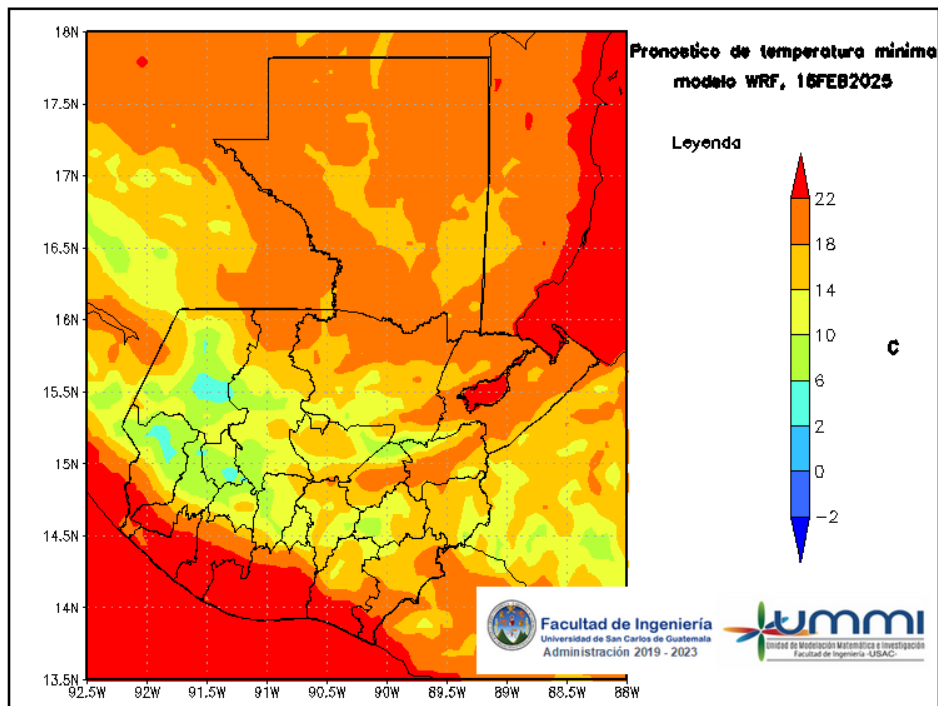 Pronostico de temperatura minima
modelo WRF, 16FEB2025
Leyenda
22
18
14
10
6
2
0
−2
C
18N
17.5N
17N
16.5N
16N
15.5N
15N
14.5N
14N
13.5N
92.5W 92W 91.5W 91W 90.5W 90W 89.5W 89W 88.5W 88W
Facultad de Ingeniería
Universidad de San Carlos de Guatemala
Administración 2019 - 2023
ummi
Unidad de Modelación Matemática e Investigación
Facultad de Ingeniería -USAC-